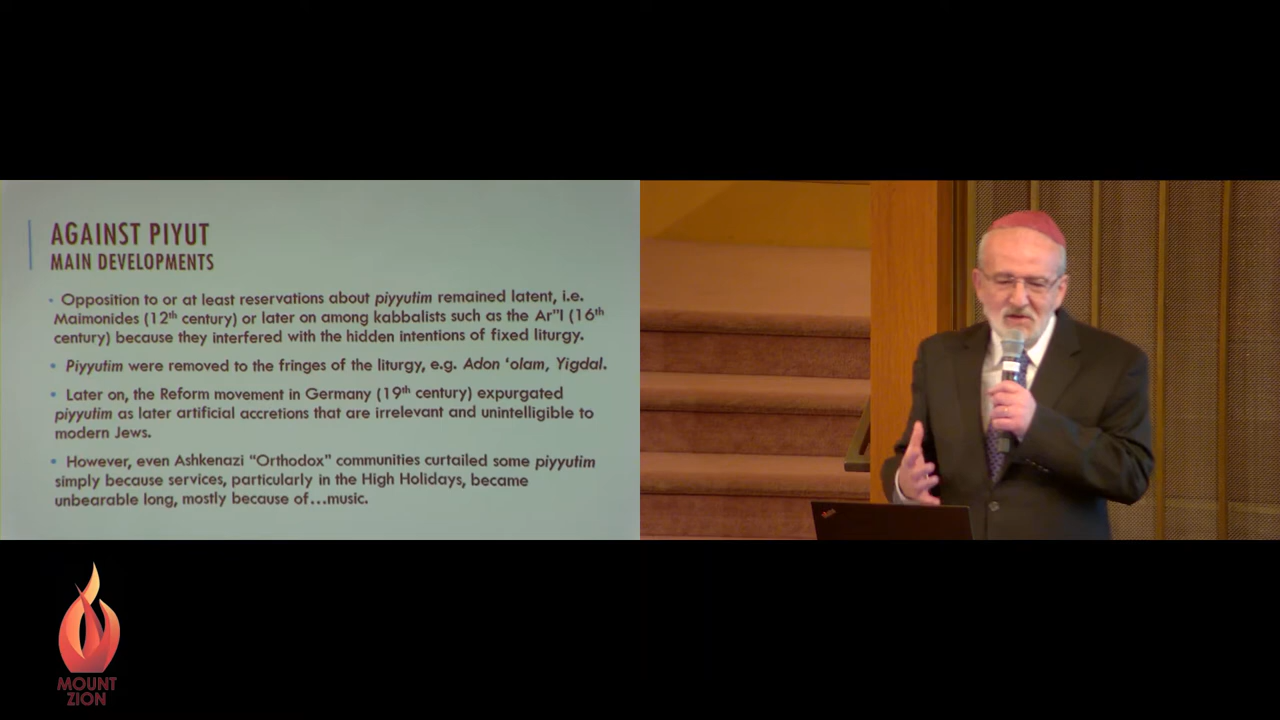 AGAINST PIYUT
MAIN DEVELOPMENTS
• Opposition to or at least reservations about piyyutim remained latent, i.e.
Maimonides (12th century) or later on among kabbalists such as the Ar"I (16th
century) because they interfered with the hidden intentions of fixed liturgy.
• Piyyutim were removed to the fringes of the liturgy, e.g. Adon ‘olam, Yigdal.
• Later on, the Reform movement in Germany (19th century) expurgated
piyyutim as later artificial accretions that are irrelevant and unintelligible to
modern Jews.
• However, even Ashkenazi “Orthodox” communities curtailed some piyyutim
simply because services, particularly in the High Holidays, became
unbearable long, mostly because of…music.
MOUNT
ZION